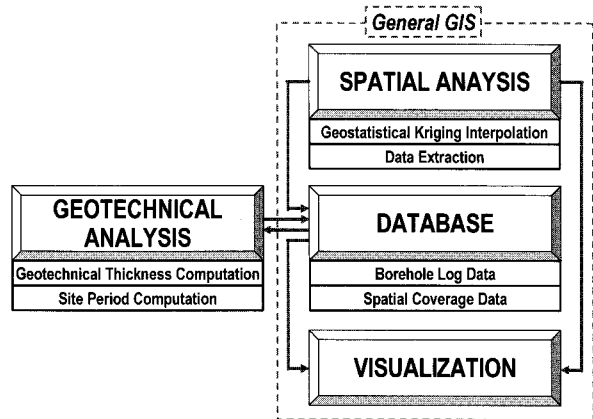 General GIS
SPATIAL ANAYSIS
Geostatistical Kriging Interpolation
Data Extraction
GEOTECHNICAL
ANALYSIS
Geotechnical Thickness Computation
Site Period Computation
DATABASE
Borehole Log Data
Spatial Coverage Data
VISUALIZATION